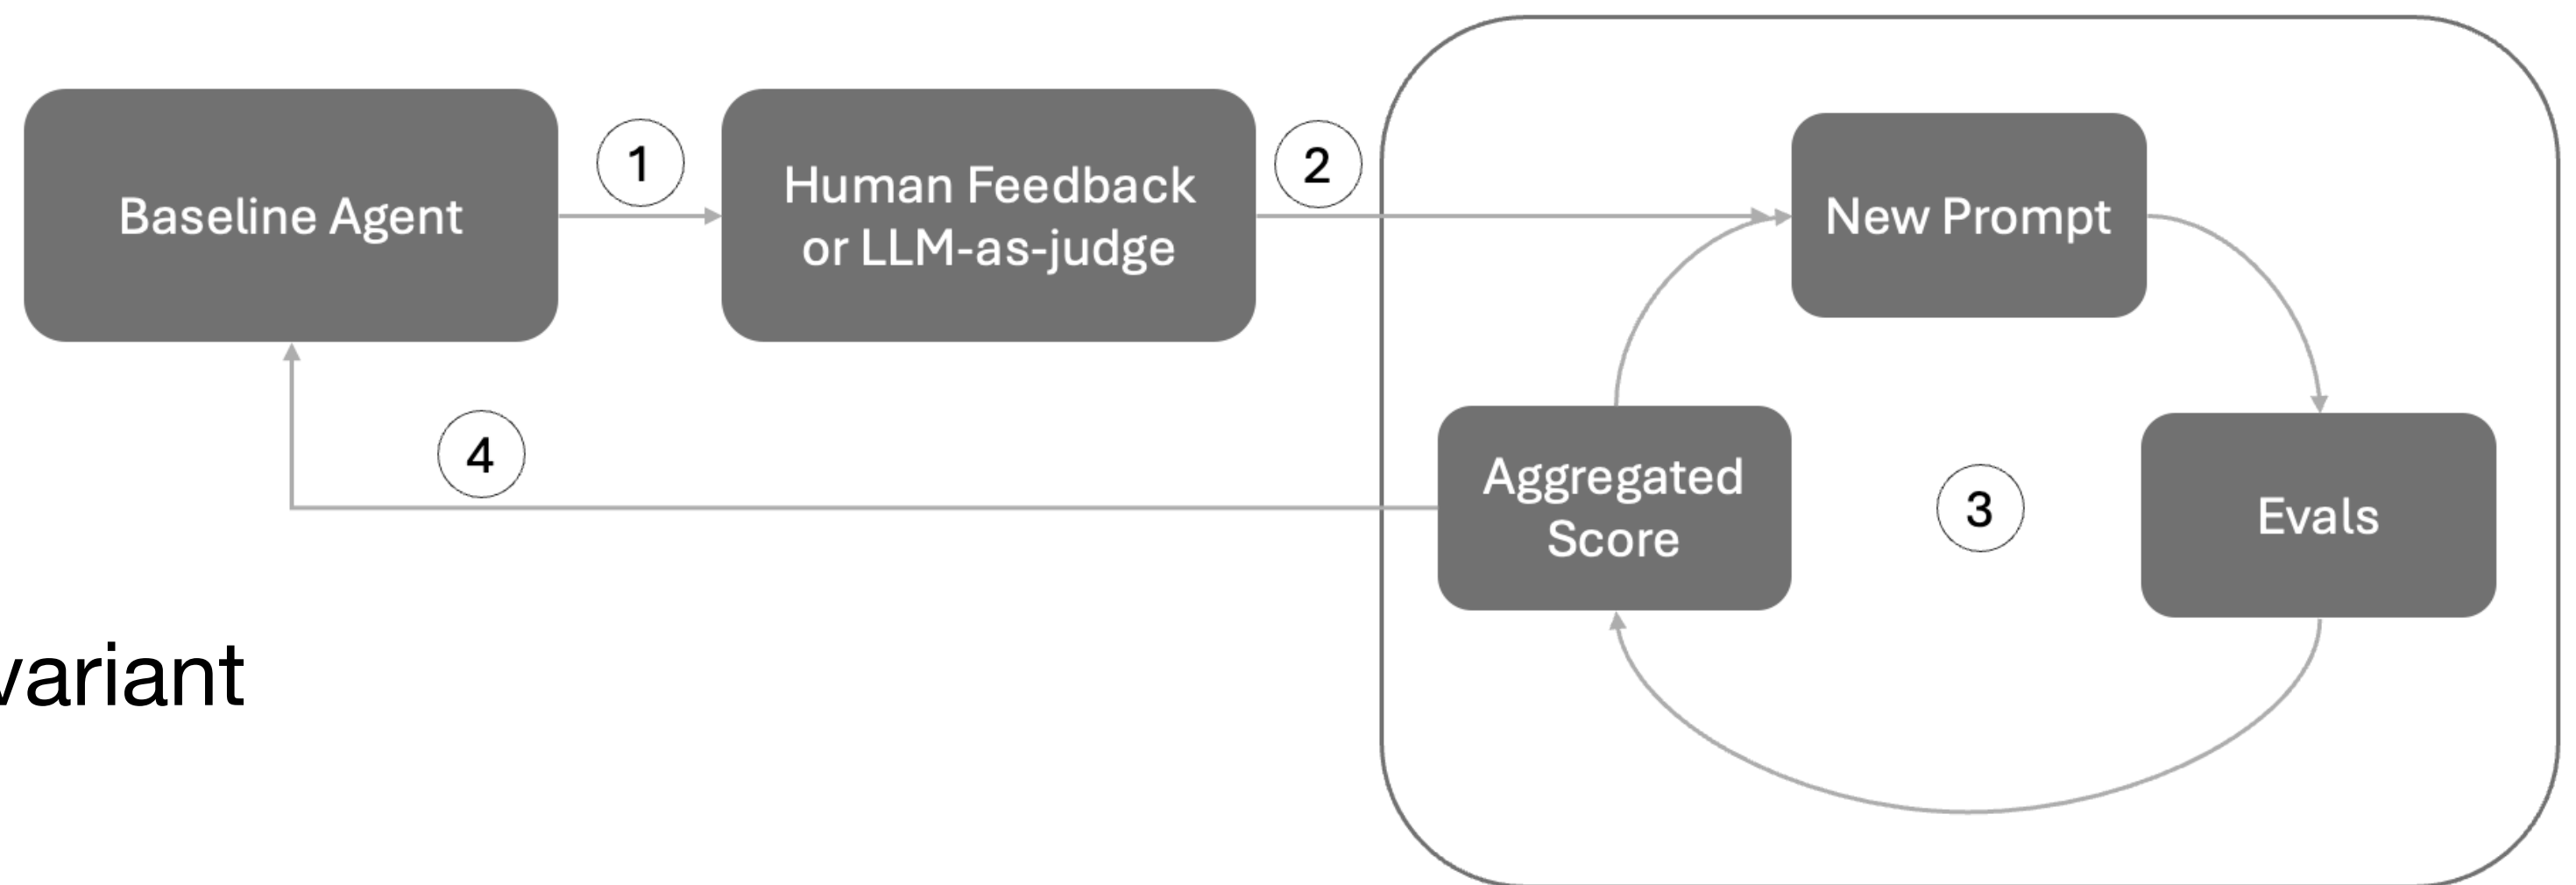 Baseline Agent
1
Human Feedback
or LLM-as-judge
2
New Prompt
Aggregated
Score
3
Evals
4
variant